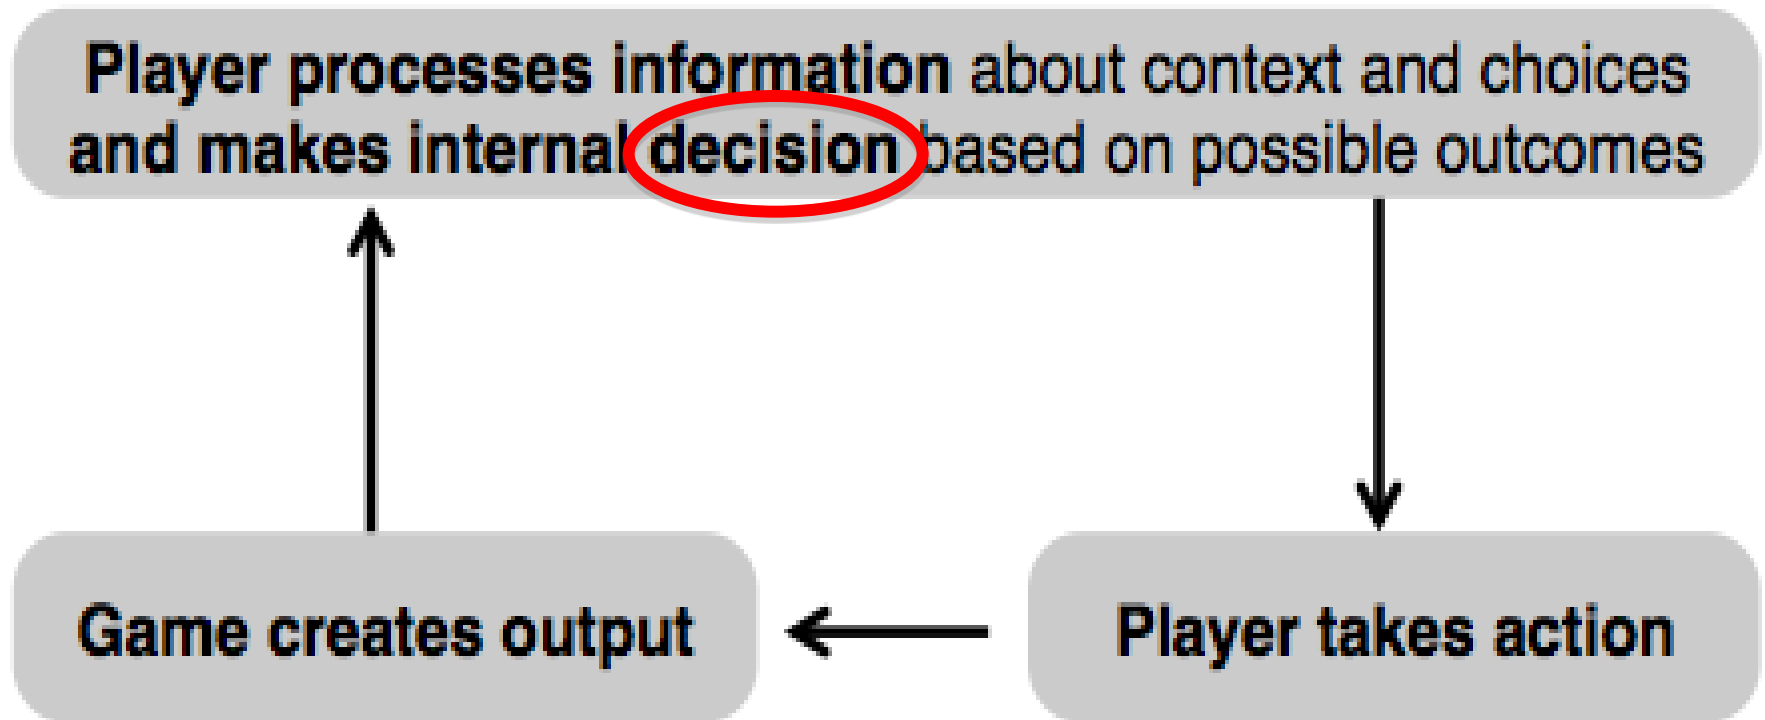 Player processes information about context and choices
and makes internal decision based on possible outcomes
Game creates output
Player takes action